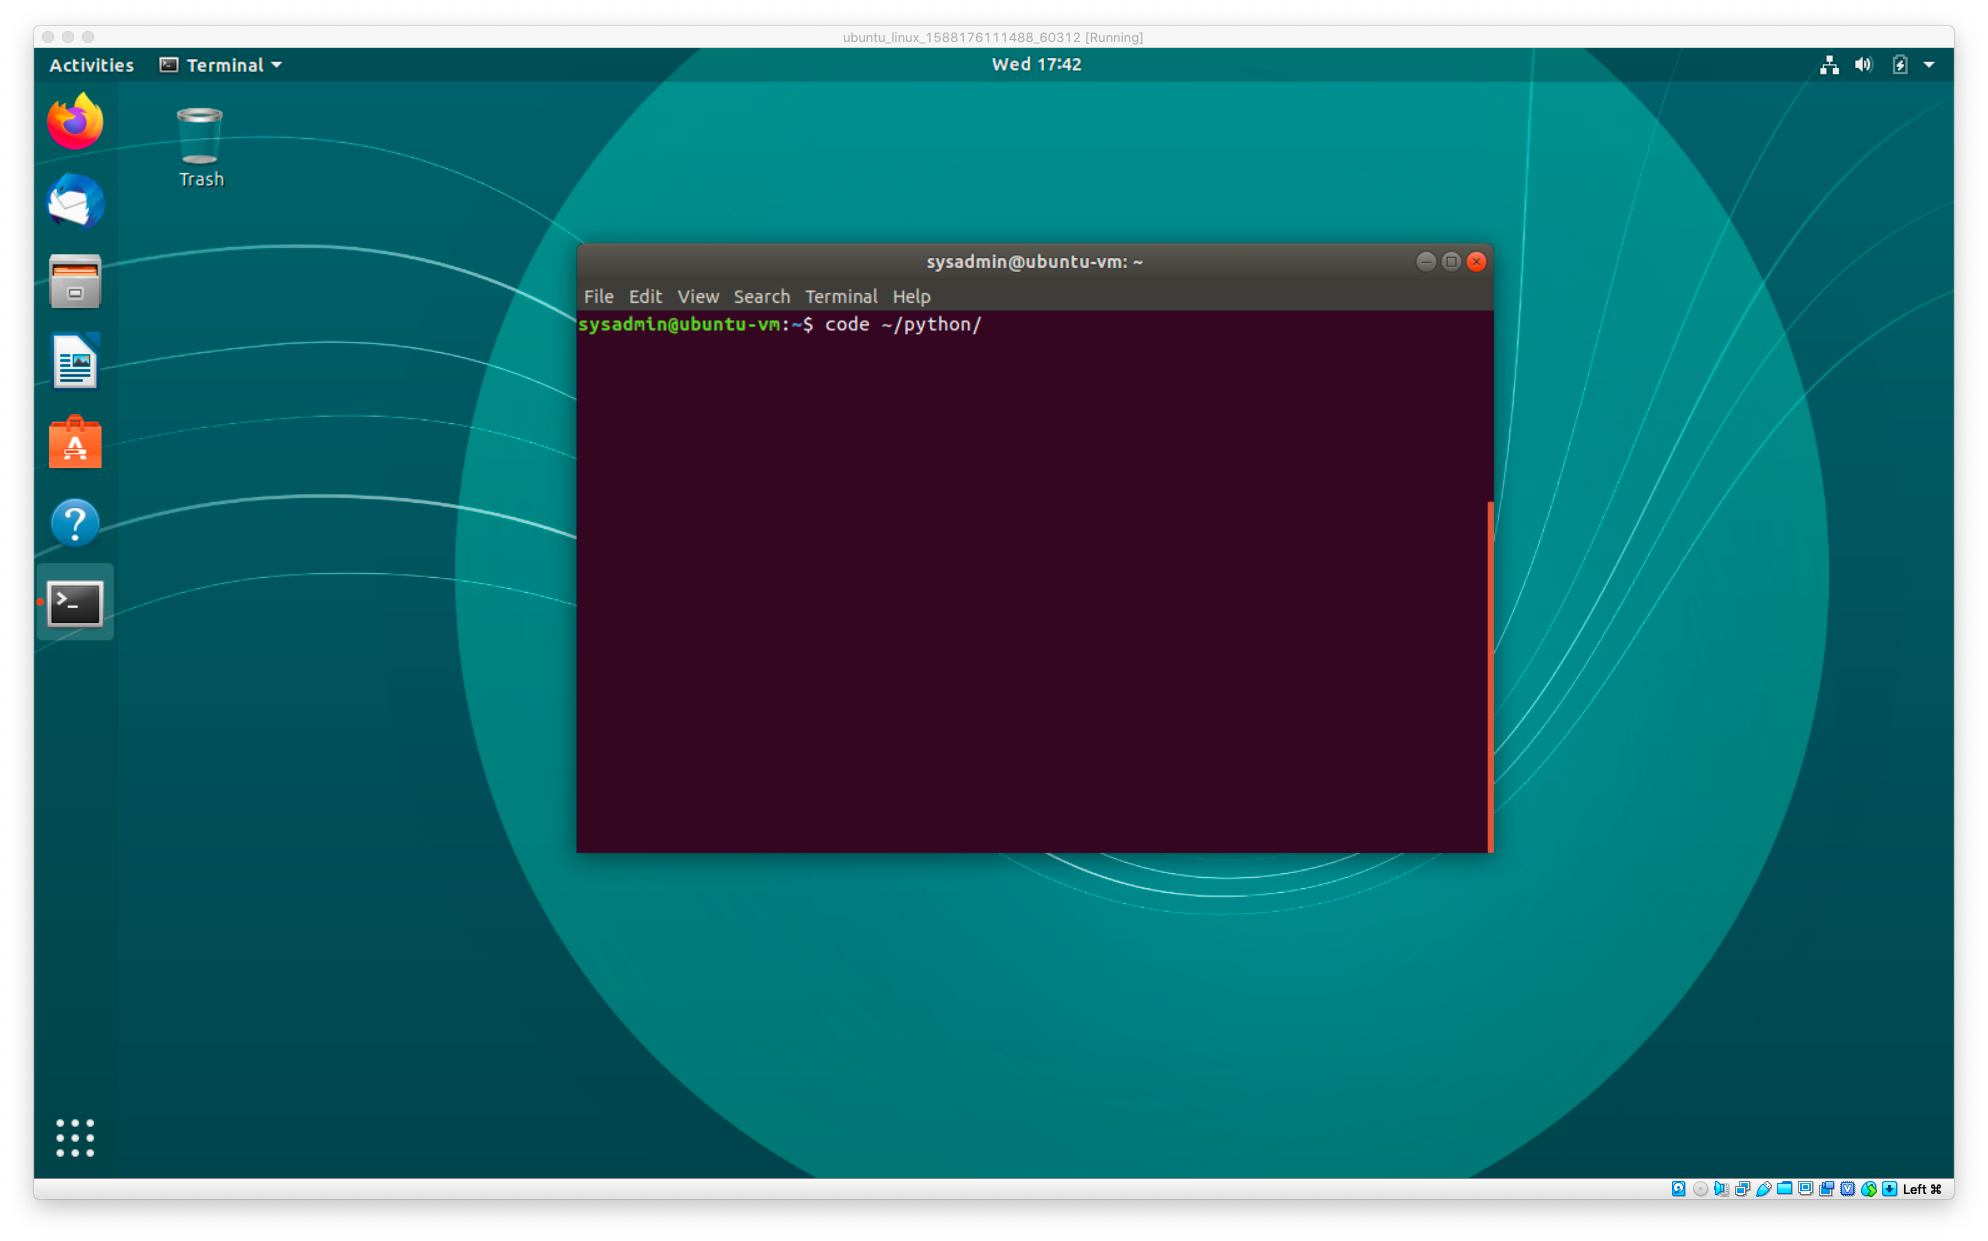 ubuntu_linux_1588176111488_60312 [Running]
Activities Terminal Wed 17:42
Trash
sysadmin@ubuntu-vm: ~
File Edit View Search Terminal Help
sysadmin@ubuntu-vm:~$ code ~/python/
Left ⌘